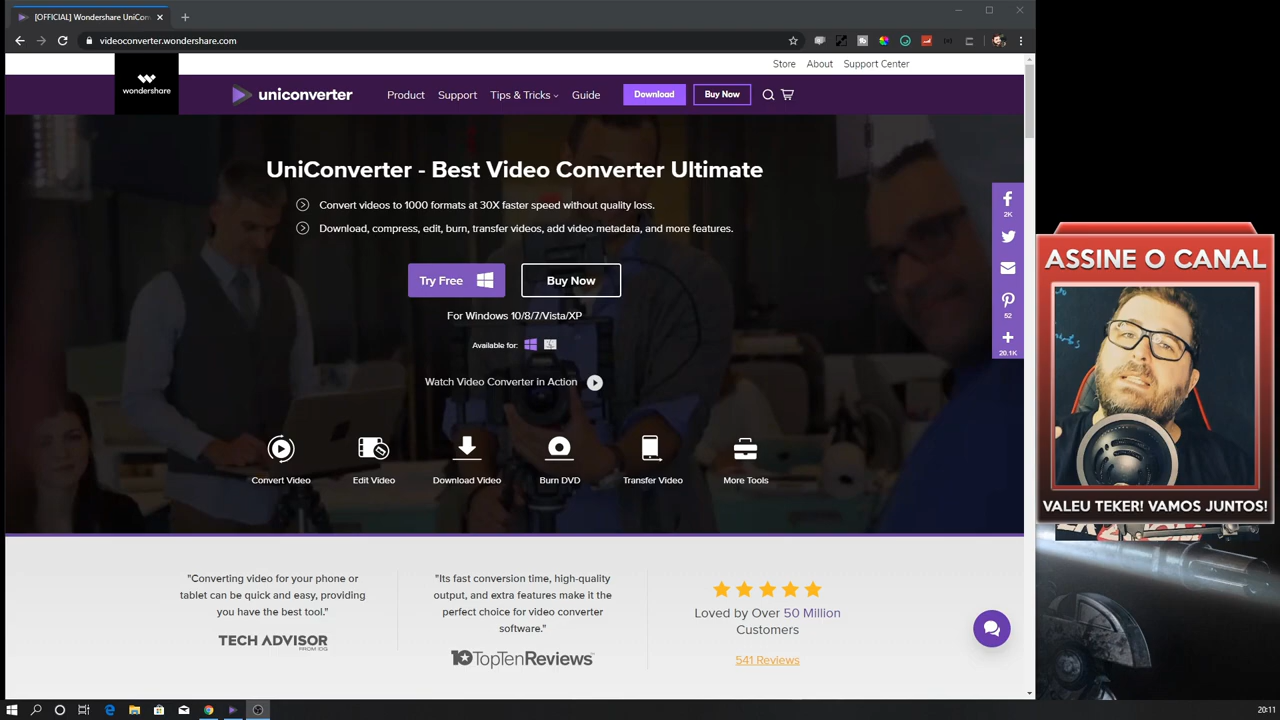 [OFFICIAL] Wondershare UniCon
videoconverter.wondershare.com
Store About Support Center
wondershare
uniconverter Product Support Tips & Tricks Guide Download Buy Now
UniConverter - Best Video Converter Ultimate
Convert videos to 1000 formats at 30X faster speed without quality loss.
Download, compress, edit, burn, transfer videos, add video metadata, and more features.
Try Free Buy Now
For Windows 10/8/7/Vista/XP
Available for:
Watch Video Converter in Action
Convert Video Edit Video Download Video Burn DVD Transfer Video More Tools
2K
52
20.1K
"Converting video for your phone or
tablet can be quick and easy, providing
you have the best tool."
TECH ADVISOR
FROM IDG
"Its fast conversion time, high-quality
output, and extra features make it the
perfect choice for video converter
software."
10 TopTenReviews
Loved by Over 50 Million
Customers
541 Reviews
ASSINE O CANAL
VALEU TEKER! VAMOS JUNTOS!
20:11